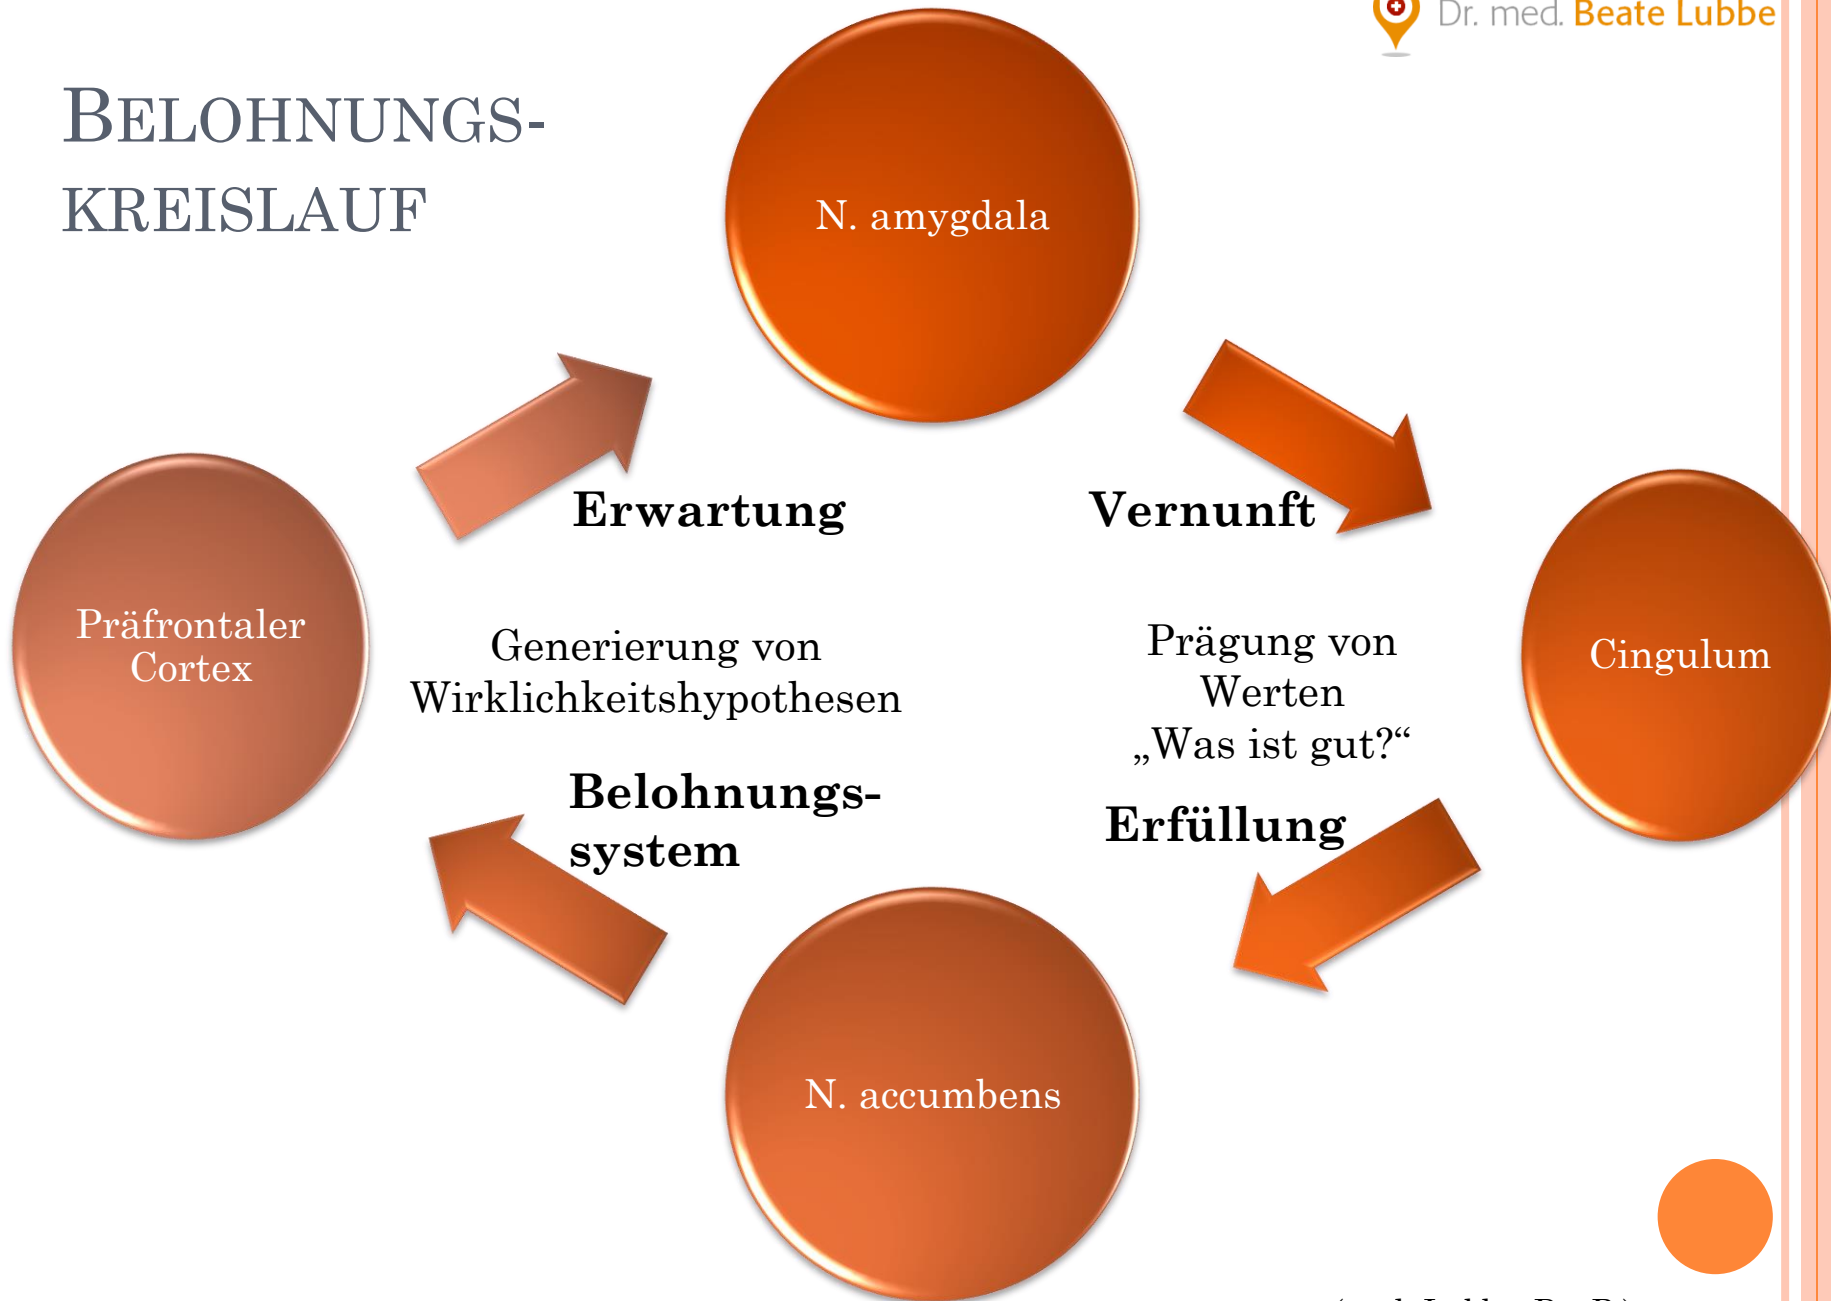 Dr. med. Beate Lubbe
BELOHNUNGS-
KREISLAUF
N. amygdala
Erwartung
Vernunft
Präfrontaler
Cortex
Generierung von
Wirklichkeitshypothesen
Prägung von
Werten
„Was ist gut?“
Cingulum
Belohnungs-
system
Erfüllung
N. accumbens